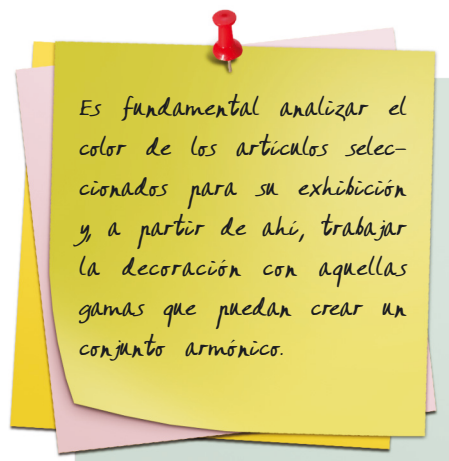 Es fundamental analizar el
color de los artículos selec-
cionados para su exhibición
y, a partir de ahí, trabajar
la decoración con aquellas
gamas que puedan crear un
conjunto armónico.